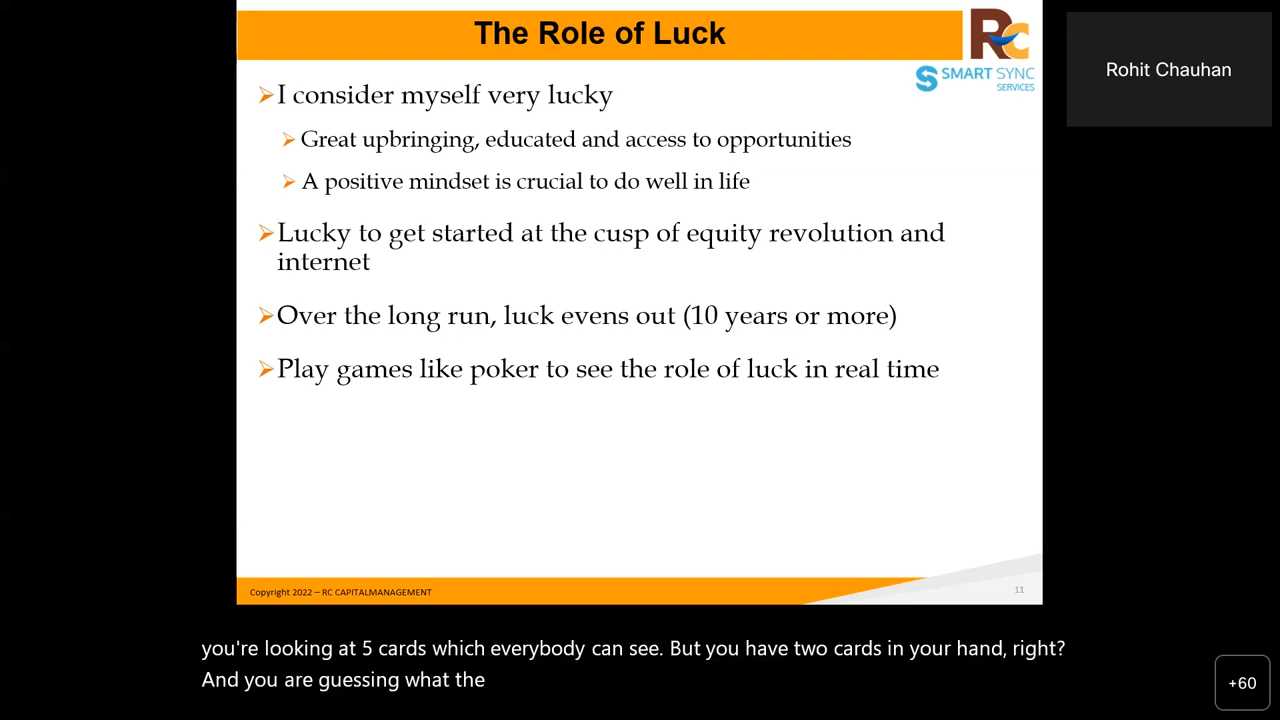 The Role of Luck
Rc
SMART SYNC
SERVICES
Rohit Chauhan
➢I consider myself very lucky
➢ Great upbringing, educated and access to opportunities
➢ A positive mindset is crucial to do well in life
➢Lucky to get started at the cusp of equity revolution and
internet
➢Over the long run, luck evens out (10 years or more)
➢Play games like poker to see the role of luck in real time
Copyright 2022 – RC CAPITALMANAGEMENT
11
you're looking at 5 cards which everybody can see. But you have two cards in your hand, right?
And you are guessing what the
+60